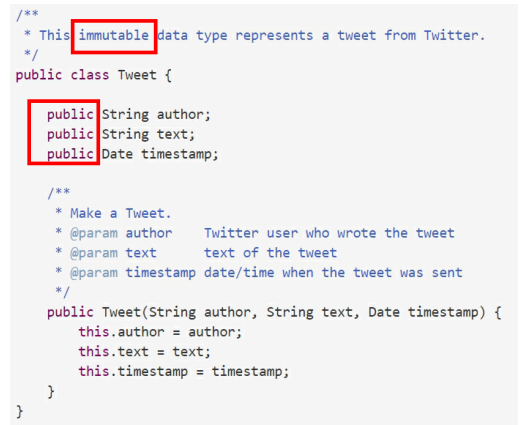 /**
 * This immutable data type represents a tweet from Twitter.
 */
public class Tweet {
    public String author;
    public String text;
    public Date timestamp;
    /**
     * Make a Tweet.
     * @param author    Twitter user who wrote the tweet
     * @param text      text of the tweet
     * @param timestamp date/time when the tweet was sent
     */
    public Tweet(String author, String text, Date timestamp) {
        this.author = author;
        this.text = text;
        this.timestamp = timestamp;
    }
}